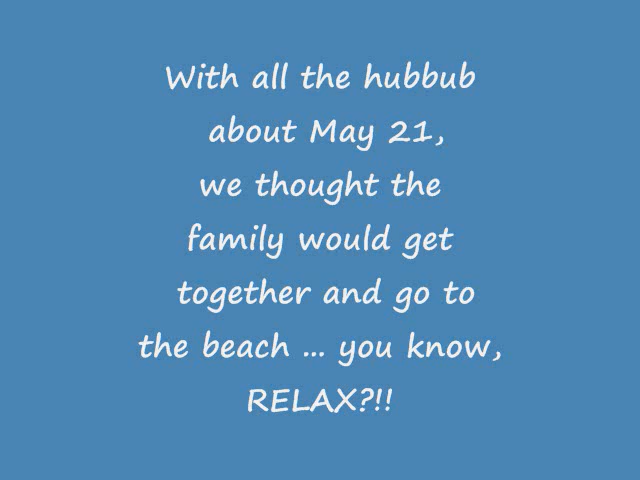 With all the hubbub
about May 21,
we thought the
family would get
together and go to
the beach ... you know,
RELAX?!!